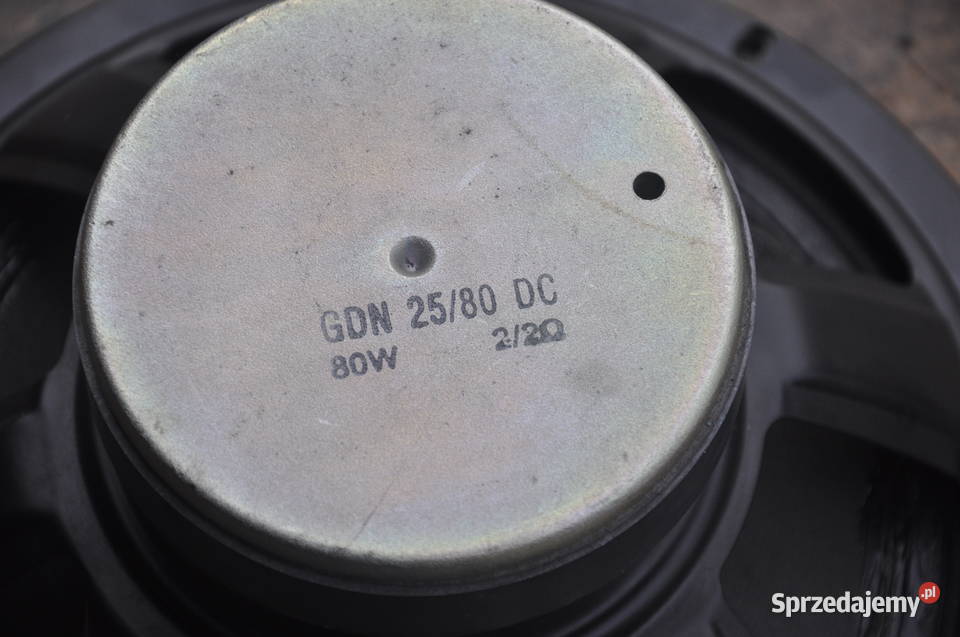 GDN 25/80 DC
80W 2/2Ω
Sprzedajemy.pl